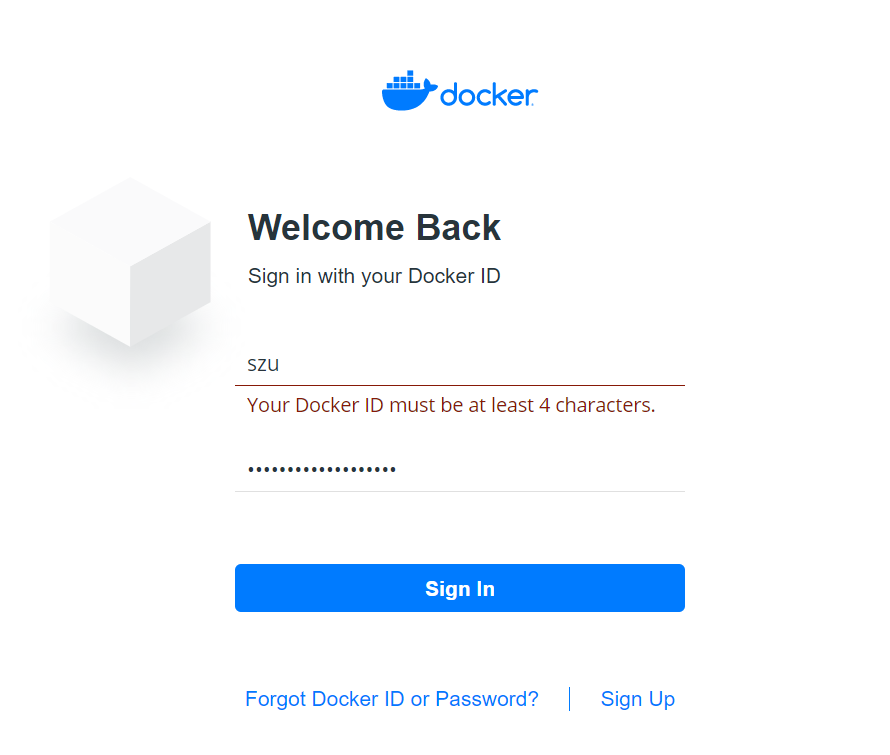 docker
Welcome Back
Sign in with your Docker ID
szu
Your Docker ID must be at least 4 characters.
•••••••••••••••••••
Sign In
Forgot Docker ID or Password? | Sign Up